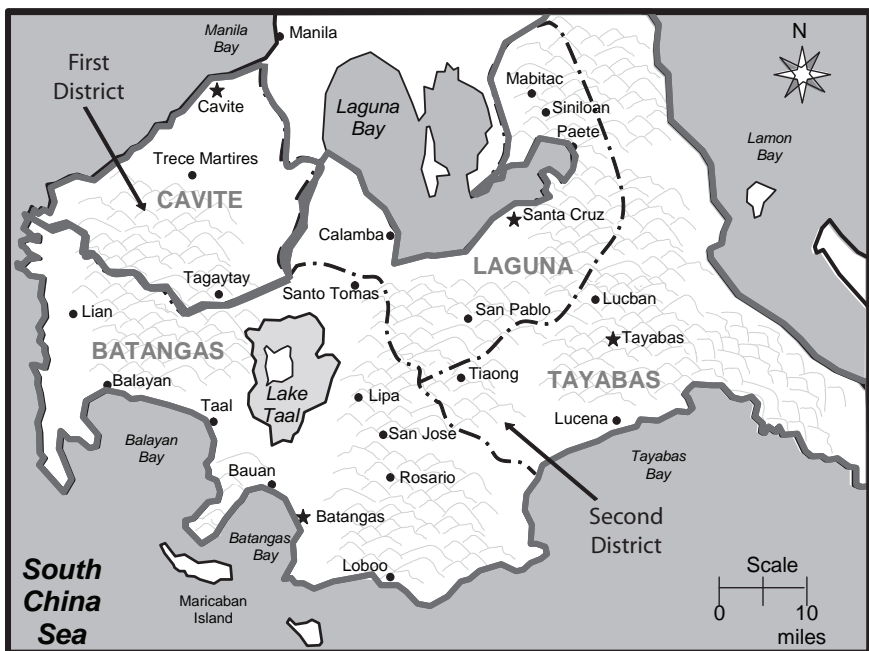 Manila
Bay
Manila
First
District
Cavite
Laguna
Bay
Mabitac
Siniloan
Paete
N
Lamon
Bay
Trece Martires
CAVITE
Santa Cruz
Calamba
LAGUNA
Tagaytay
Santo Tomas
Lian
San Pablo
Lucban
Tayabas
BATANGAS
Balayan
Lake
Taal
Tiaong
TAYABAS
Lipa
Taal
Lucena
San Jose
Balayan
Bay
Tayabas
Bay
Bauan
Rosario
Batangas
Batangas
Bay
Second
District
Loboo
South
China
Sea
Maricaban
Island
Scale
0
10
miles